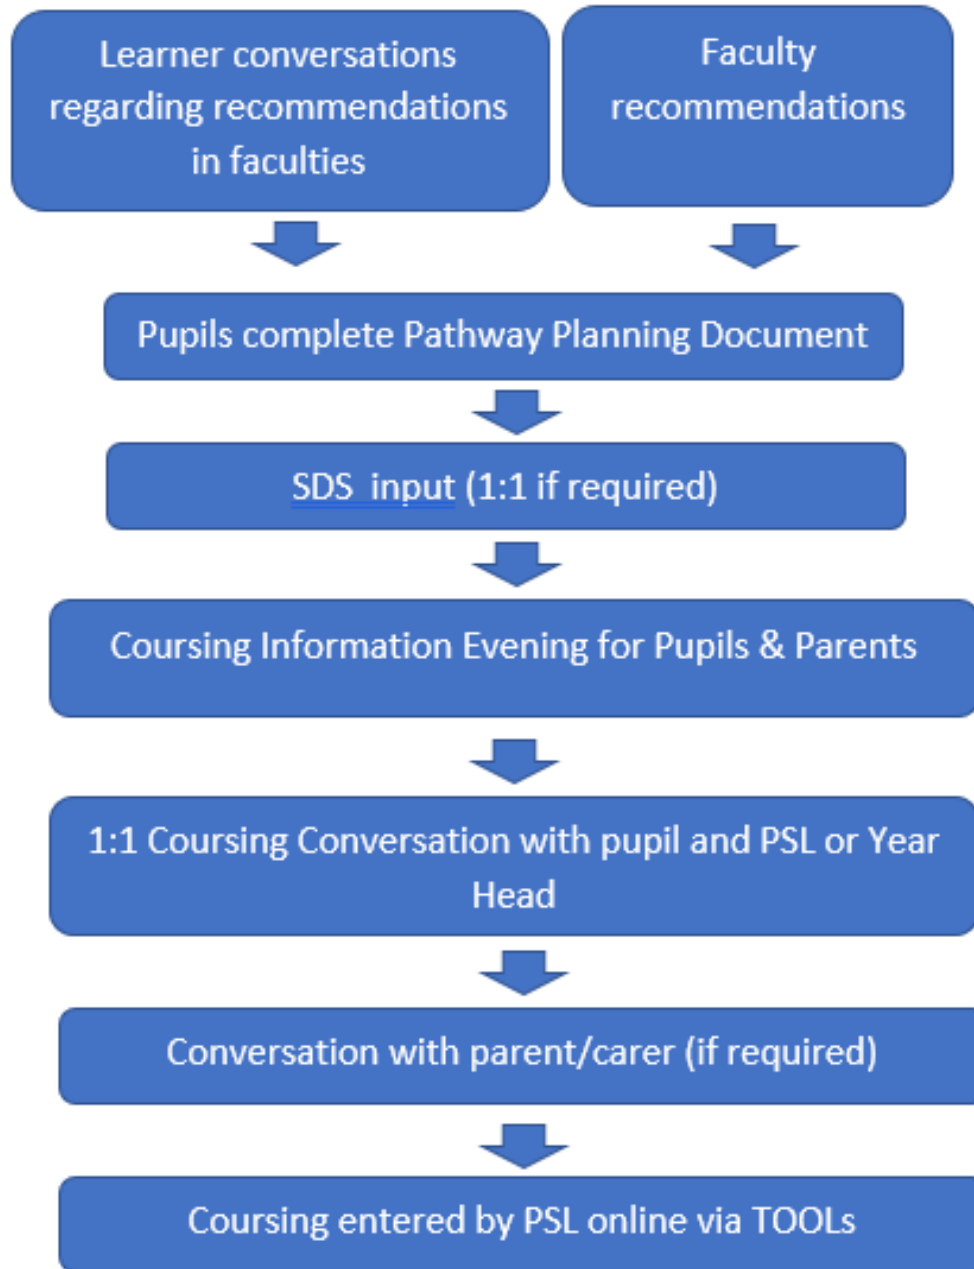 Learner conversations
regarding recommendations
in faculties
Faculty
recommendations
Pupils complete Pathway Planning Document
SDS  input (1:1 if required)
Coursing Information Evening for Pupils & Parents
1:1 Coursing Conversation with pupil and PSL or Year
Head
Conversation with parent/carer (if required)
Coursing entered by PSL online via TOOLs